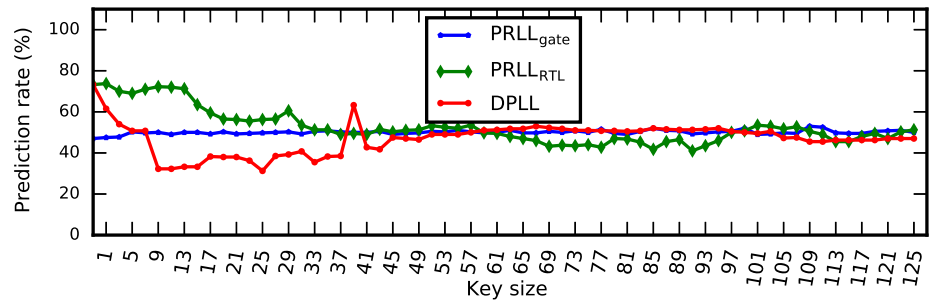 100
80
60
40
20
0
Prediction rate (%)
PRLLgate
PRLLRTL
DPLL
1 5 9 13 17 21 25 29 33 37 41 45 49 53 57 61 65 69 73 77 81 85 89 93 97 101 105 109 113 117 121 125
Key size